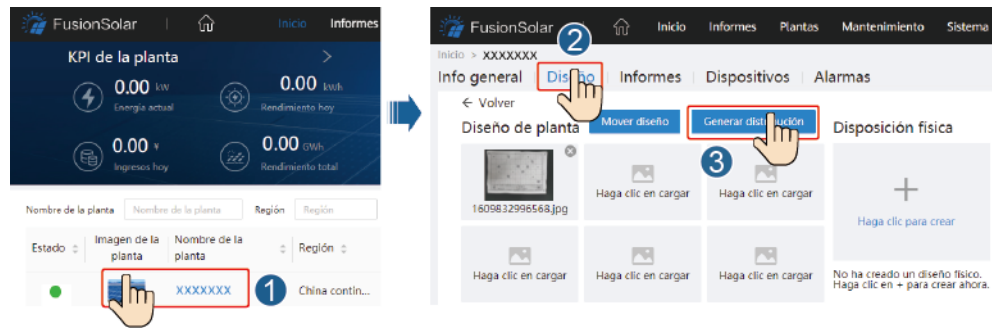 FusionSolar
Inicio
Informes
KPI de la planta
0.00 kW
Energía actual
0.00 kWh
Rendimiento hoy
0.00 ¥
Ingresos hoy
0.00 GWh
Rendimiento total
Nombre de la planta
Nombre de la planta
Región
Región
Estado
Imagen de la planta
Nombre de la planta
Región
XXXXXXX
1
China contin...
FusionSolar
2
Inicio
Informes
Plantas
Mantenimiento
Sistema
Inicio > XXXXXXX
Info general
Diseño
Informes
Dispositivos
Alarmas
← Volver
Diseño de planta
Mover diseño
Generar distribución
Disposición física
3
1609832996568.jpg
Haga clic en cargar
Haga clic en cargar
Haga clic para crear
Haga clic en cargar
Haga clic en cargar
Haga clic en cargar
No ha creado un diseño físico.
Haga clic en + para crear ahora.